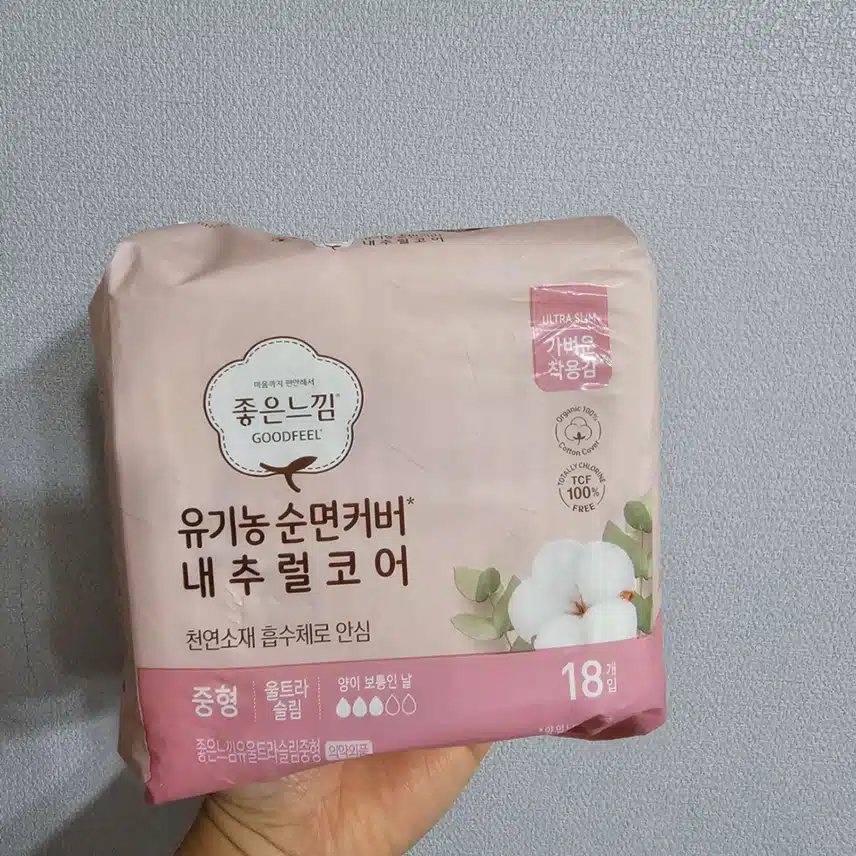 내추럴코어
마음까지 편안해서
좋은느낌
GOODFEEL
유기농 순면커버*
내추럴코어
천연소재 흡수체로 안심
ULTRA SLIM
가벼운
착용감
Organic 100%
Cotton Cover
TOTALLY CHLORINE
TCF
100%
FREE
중형
울트라
슬림
양이 보통인 날
18개입
좋은느낌유울트라슬림중형 의약외품